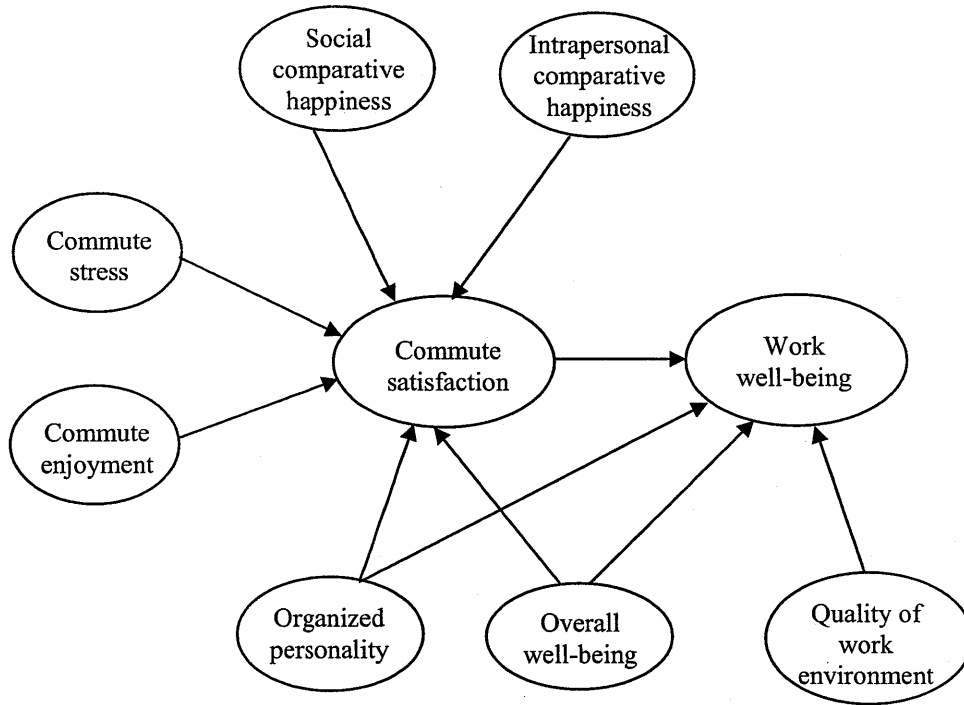 Social
comparative
happiness
Intrapersonal
comparative
happiness
Commute
stress
Commute
satisfaction
Work
well-being
Commute
enjoyment
Organized
personality
Overall
well-being
Quality of
work
environment